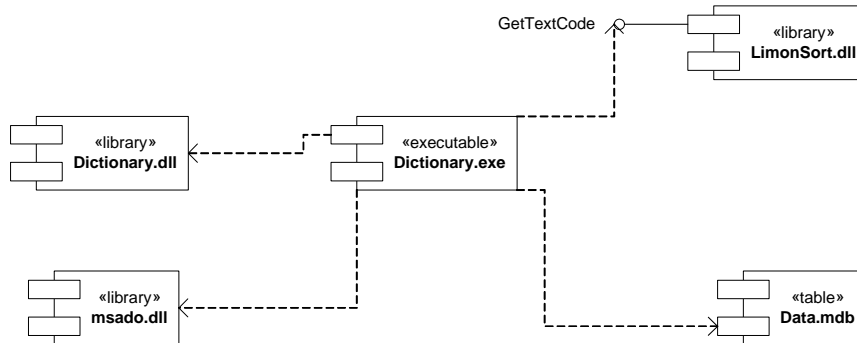 GetTextCode
«library»
LimonSort.dll
«library»
Dictionary.dll
«executable»
Dictionary.exe
«library»
msado.dll
«table»
Data.mdb